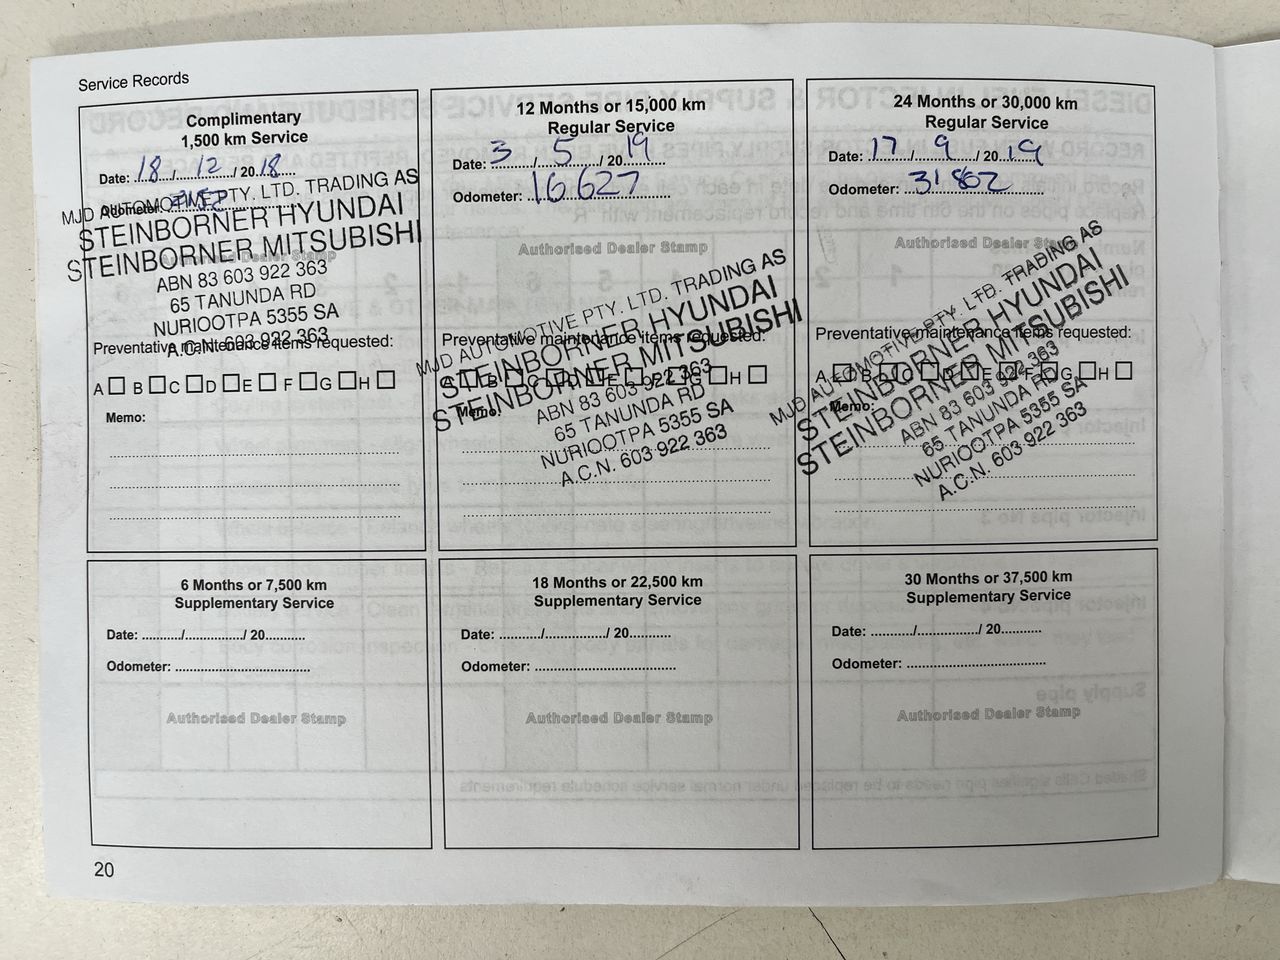 Service Records
Complimentary
1,500 km Service
Date: 18 / 12 / 2018
Odometer:
MJD AUTOMOTIVE PTY. LTD. TRADING AS
STEINBORNER HYUNDAI
STEINBORNER MITSUBISHI
Authorised Dealer Stamp
ABN 83 603 922 363
65 TANUNDA RD
NURIOOTPA 5355 SA
A.C.N. 603 922 363
Preventative maintenance items requested:
A B C D E F G H
Memo:
12 Months or 15,000 km
Regular Service
Date: 3 / 5 / 2019
Odometer: 16627
Authorised Dealer Stamp
MJD AUTOMOTIVE PTY. LTD. TRADING AS
STEINBORNER HYUNDAI
STEINBORNER MITSUBISHI
ABN 83 603 922 363
65 TANUNDA RD
NURIOOTPA 5355 SA
A.C.N. 603 922 363
Preventative maintenance items requested:
A B C D E F G H
Memo:
24 Months or 30,000 km
Regular Service
Date: 17 / 9 / 2019
Odometer: 31802
Authorised Dealer Stamp
MJD AUTOMOTIVE PTY. LTD. TRADING AS
STEINBORNER HYUNDAI
STEINBORNER MITSUBISHI
ABN 83 603 922 363
65 TANUNDA RD
NURIOOTPA 5355 SA
A.C.N. 603 922 363
Preventative maintenance items requested:
A B C D E F G H
Memo:
6 Months or 7,500 km
Supplementary Service
Date: ........../.............../ 20..........
Odometer: ..................................
Authorised Dealer Stamp
18 Months or 22,500 km
Supplementary Service
Date: ........../.............../ 20..........
Odometer: ..................................
Authorised Dealer Stamp
30 Months or 37,500 km
Supplementary Service
Date: ........../.............../ 20..........
Odometer: ..................................
Authorised Dealer Stamp
20